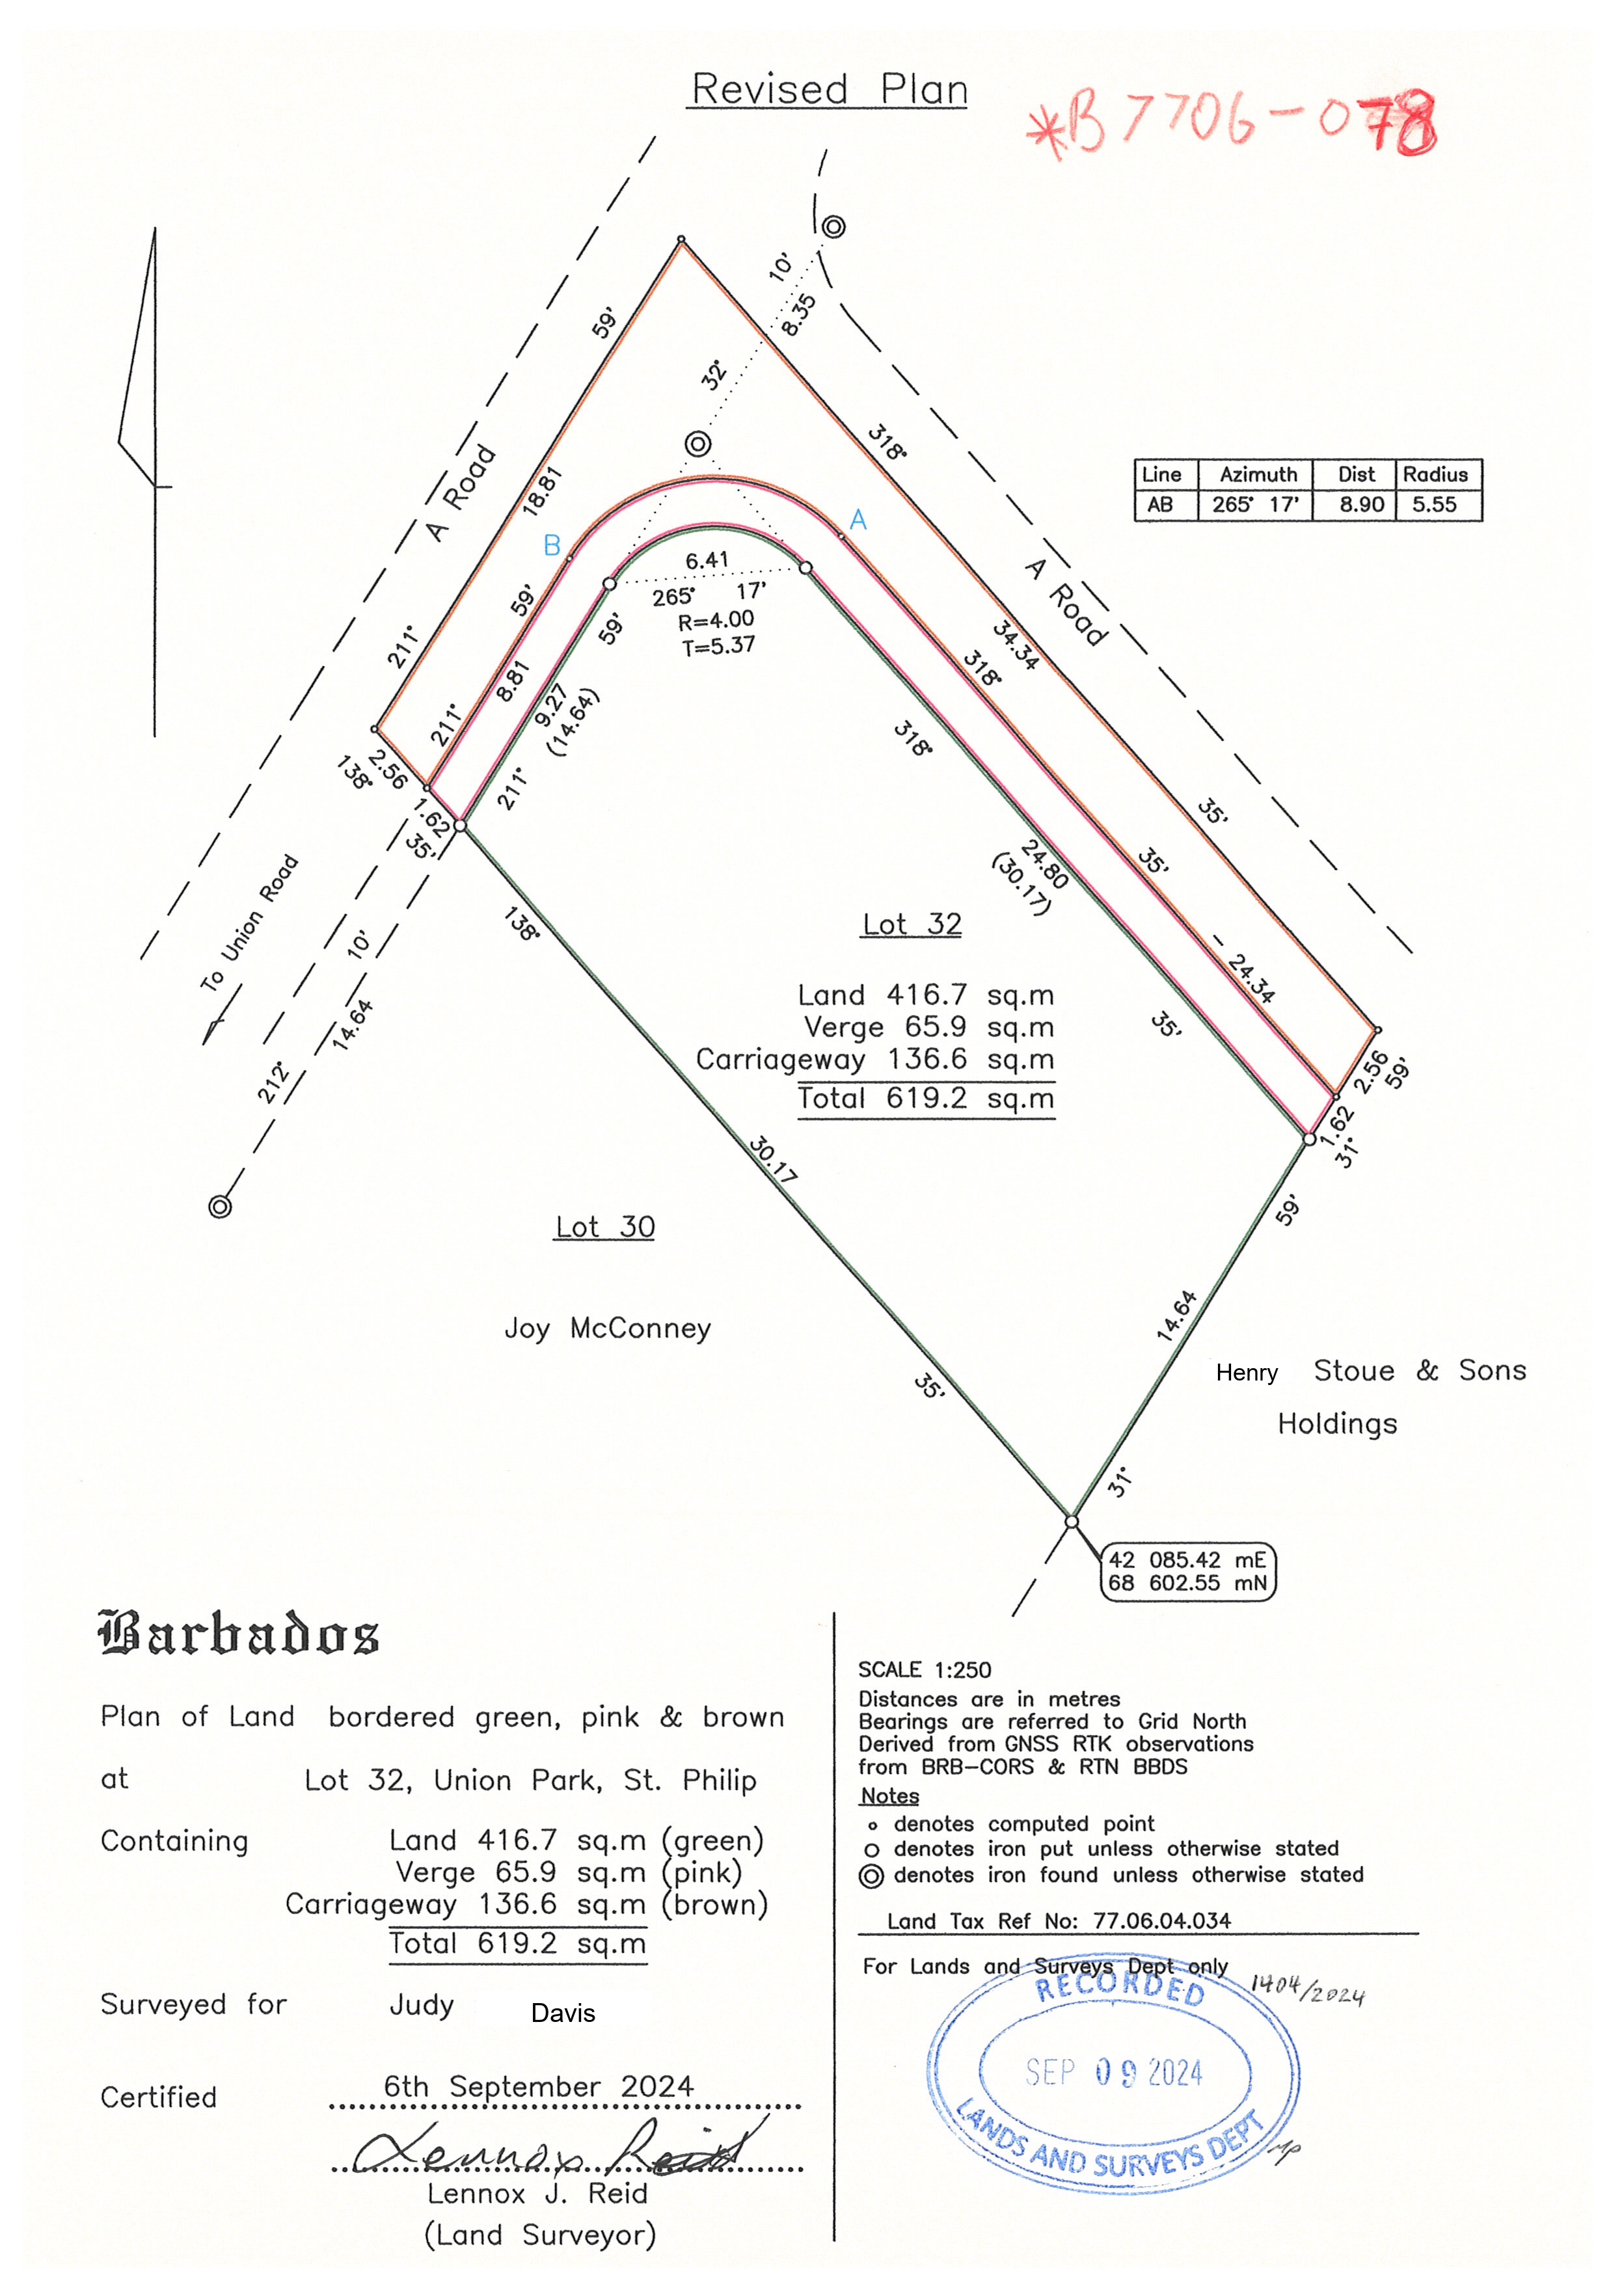 Revised Plan
*B 7706-078
10'
8.35
59'
32°
318°
18.81
A Road
Line Azimuth Dist Radius
AB 265° 17' 8.90 5.55
A
B
6.41
265° 17'
R=4.00
T=5.37
A Road
59'
59'
211°
34.34
318°
8.81
9.27
(14.64)
211°
318°
2.56
138°
211°
1.62
35'
35'
35'
24.80
(30.17)
To Union Road
138°
10'
Lot 32
24.34
14.64
212°
Land 416.7 sq.m
Verge 65.9 sq.m
Carriageway 136.6 sq.m
Total 619.2 sq.m
35'
2.56
59'
1.62
31°
30.17
59'
Lot 30
Joy McConney
14.64
35'
Henry Stoue & Sons
Holdings
31°
42 085.42 mE
68 602.55 mN
Barbados
Plan of Land bordered green, pink & brown
at Lot 32, Union Park, St. Philip
Containing Land 416.7 sq.m (green)
Verge 65.9 sq.m (pink)
Carriageway 136.6 sq.m (brown)
Total 619.2 sq.m
Surveyed for Judy Davis
Certified 6th September 2024
Lennox Reid
Lennox J. Reid
(Land Surveyor)
SCALE 1:250
Distances are in metres
Bearings are referred to Grid North
Derived from GNSS RTK observations
from BRB-CORS & RTN BBDS
Notes
denotes computed point
denotes iron put unless otherwise stated
denotes iron found unless otherwise stated
Land Tax Ref No: 77.06.04.034
For Lands and Surveys Dept only
1404/2024
RECORDED
SEP 09 2024
LANDS AND SURVEYS DEPT
MP